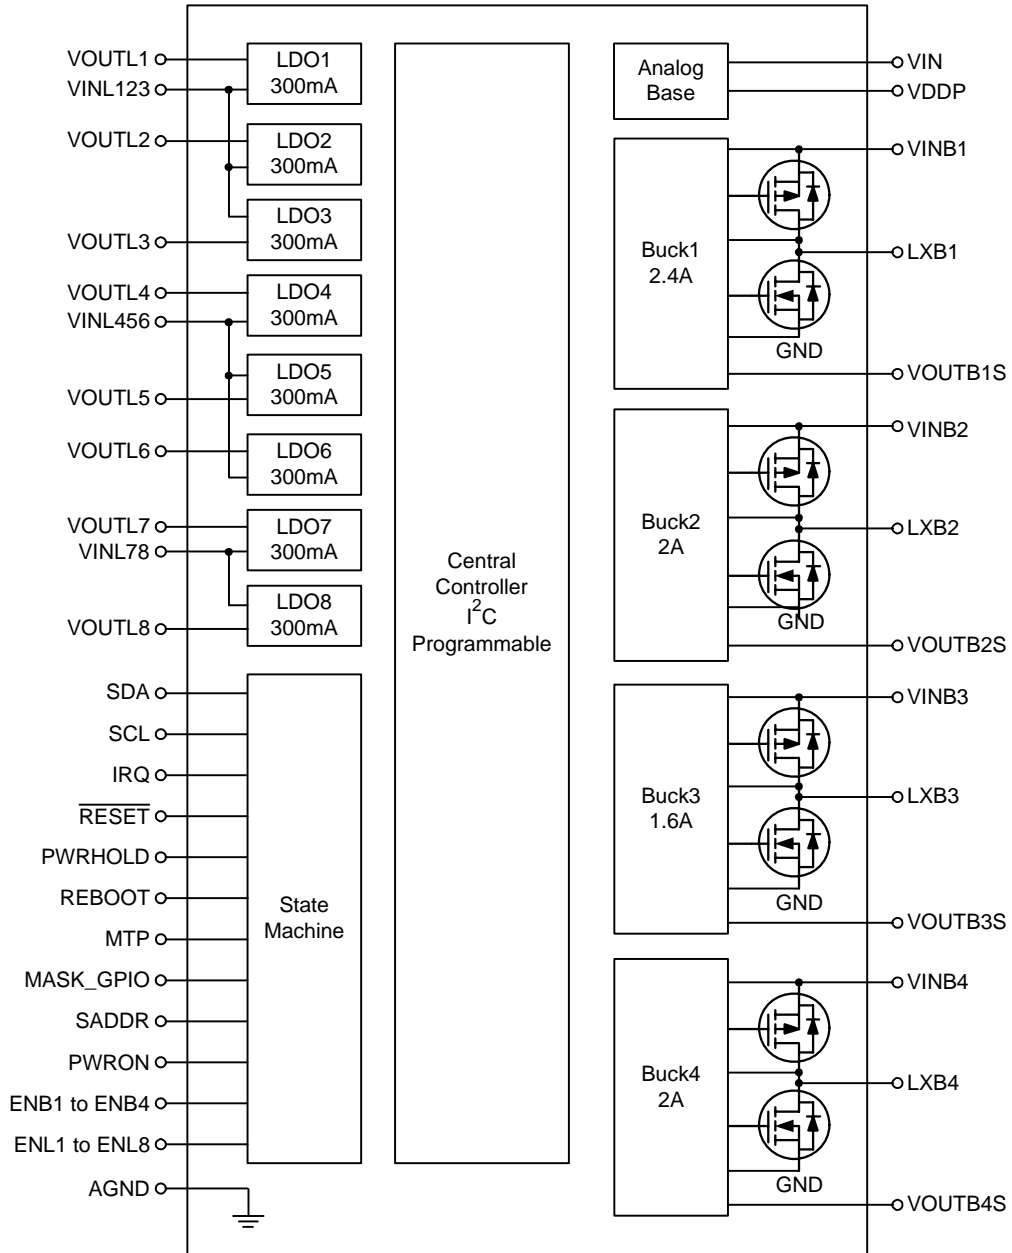 VOUTL1
VINL123
VOUTL2
VOUTL3
VOUTL4
VINL456
VOUTL5
VOUTL6
VOUTL7
VINL78
VOUTL8
SDA
SCL
IRQ
RESET
PWRHOLD
REBOOT
MTP
MASK_GPIO
SADDR
PWRON
ENB1 to ENB4
ENL1 to ENL8
AGND
LDO1
300mA
LDO2
300mA
LDO3
300mA
LDO4
300mA
LDO5
300mA
LDO6
300mA
LDO7
300mA
LDO8
300mA
State
Machine
Central
Controller
I2C
Programmable
Analog
Base
Buck1
2.4A
GND
Buck2
2A
GND
Buck3
1.6A
GND
Buck4
2A
GND
VIN
VDDP
VINB1
LXB1
VOUTB1S
VINB2
LXB2
VOUTB2S
VINB3
LXB3
VOUTB3S
VINB4
LXB4
VOUTB4S